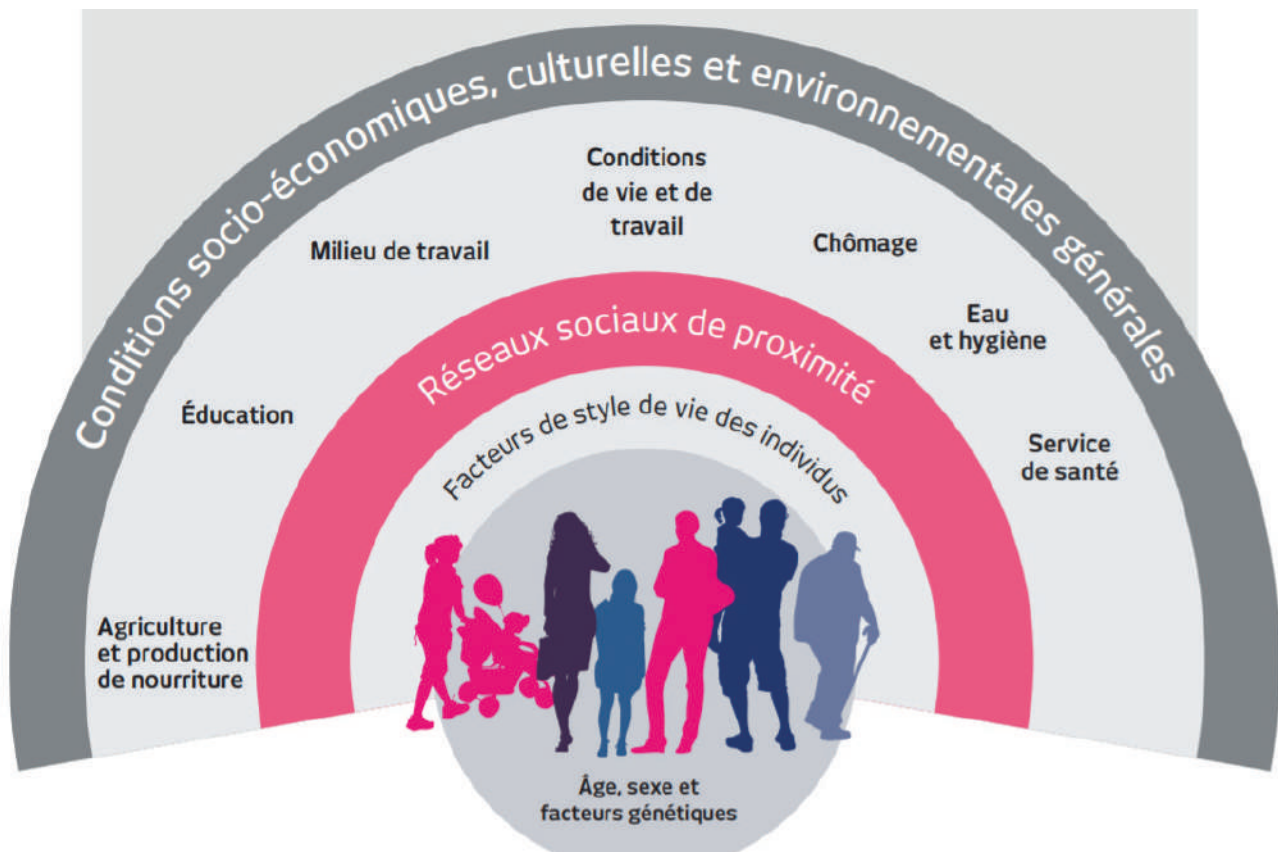 Conditions socio-économiques, culturelles et environnementales générales
Conditions
de vie et de
travail
Milieu de travail
Chômage
Eau
et hygiène
Réseaux sociaux de proximité
Éducation
Facteurs de style de vie des individus
Service
de santé
Agriculture
et production
de nourriture
Âge, sexe et
facteurs génétiques